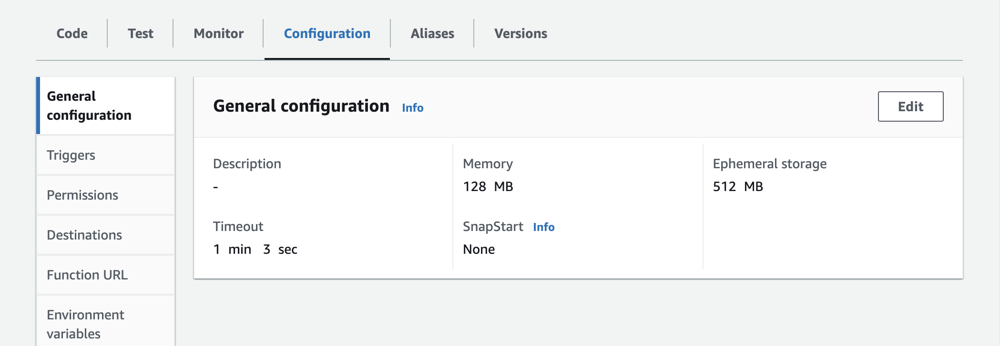 Code Test Monitor Configuration Aliases Versions
General
configuration
Triggers
Permissions
Destinations
Function URL
Environment
variables
General configuration Info
Edit
Description
-
Memory
128 MB
Ephemeral storage
512 MB
Timeout
1 min 3 sec
SnapStart Info
None